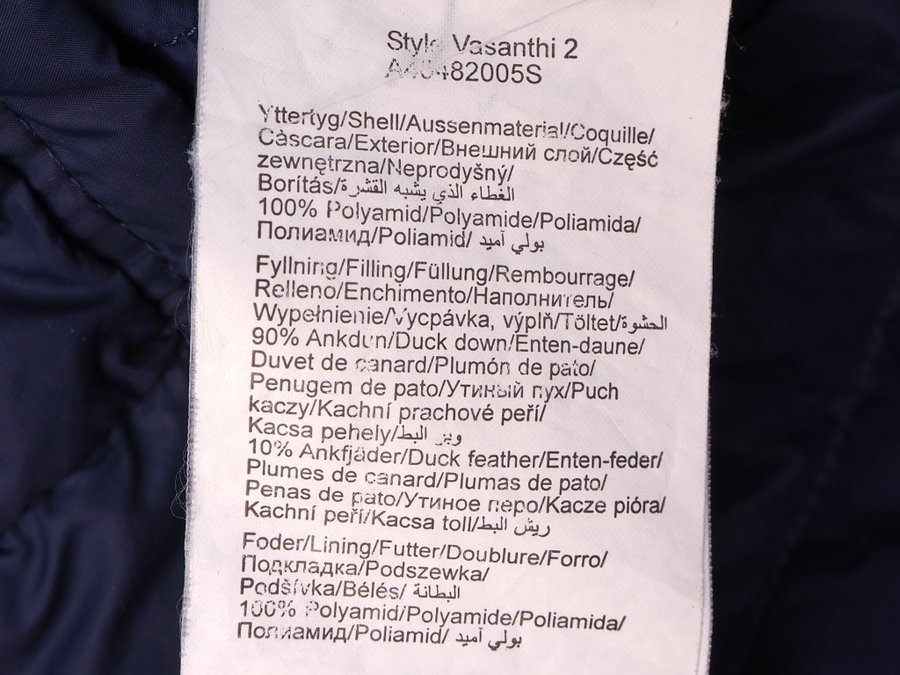 Style Vasanthi 2
482005S
Yttertyg/Shell/Aussenmaterial/Coquille/
Càscara/Exterior/Внешний слой/Część
zewnętrzna/Neprodyšný/
Borítás/الغطاء الذي يشبه القشرة
100% Polyamid/Polyamide/Poliamida/
Полиамид/Poliamid/ بولي آميد
Fyllning/Filling/Füllung/Rembourrage/
Relleno/Enchimento/Наполнитель/
Wypełnienie/Vycpávka, výplň/Töltet/الحشوة
90% Ankdun/Duck down/Enten-daune/
Duvet de canard/Plumón de pato/
Penugem de pato/Утиный пух/Puch
kaczy/Kachní prachové peří/
Kacsa pehely/وبر البط
10% Ankfjäder/Duck feather/Enten-feder/
Plumes de canard/Plumas de pato/
Penas de pato/Утиное перо/Kacze pióra/
Kachní peří/Kacsa toll/ريش البط
Foder/Lining/Futter/Doublure/Forro/
Подкладка/Podszewka/
Podšívka/Bélés/ البطانة
100% Polyamid/Polyamide/Poliamida/
Полиамид/Poliamid/ بولي آميد